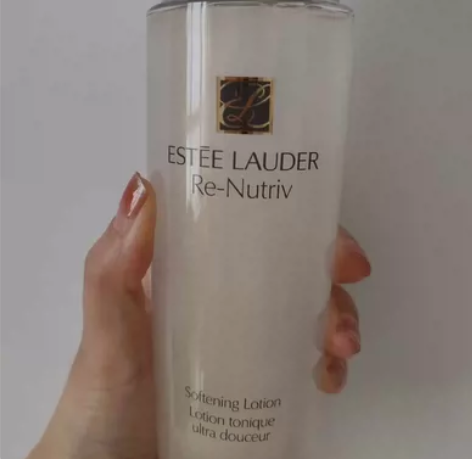 ESTĒE LAUDER
Re-Nutriv
Softening Lotion
Lotion tonique
ultra douceur